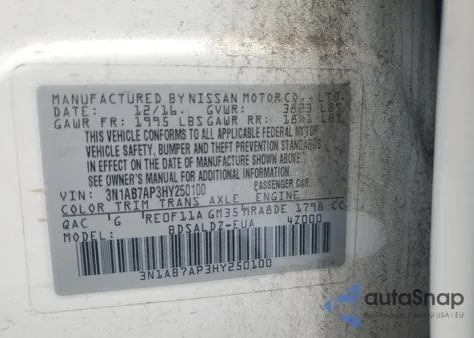 MANUFACTURED BY NISSAN MOTOR CO., LTD.
DATE: 12/16 GVWR: 3823 LBS
GAWR FR: 1995 LBS GAWR RR: LBS
THIS VEHICLE CONFORMS TO ALL APPLICABLE FEDERAL MOTOR
VEHICLE SAFETY, BUMPER AND THEFT PREVENTION STANDARDS
IN EFFECT ON THE DATE OF MANUFACTURE SHOWN ABOVE.
SEE OWNER'S MANUAL FOR ADDITIONAL INFORMATION.
VIN: 3N1AB7AP3HY250100 PASSENGER CAR
COLOR TRIM TRANS AXLE ENGINE
QAC G RE0F11A GM35 MRA8DE 1798 CC
MODEL: BDSALDZ-EUA 4Z000
3N1AB7AP3HY250100
autoSnap